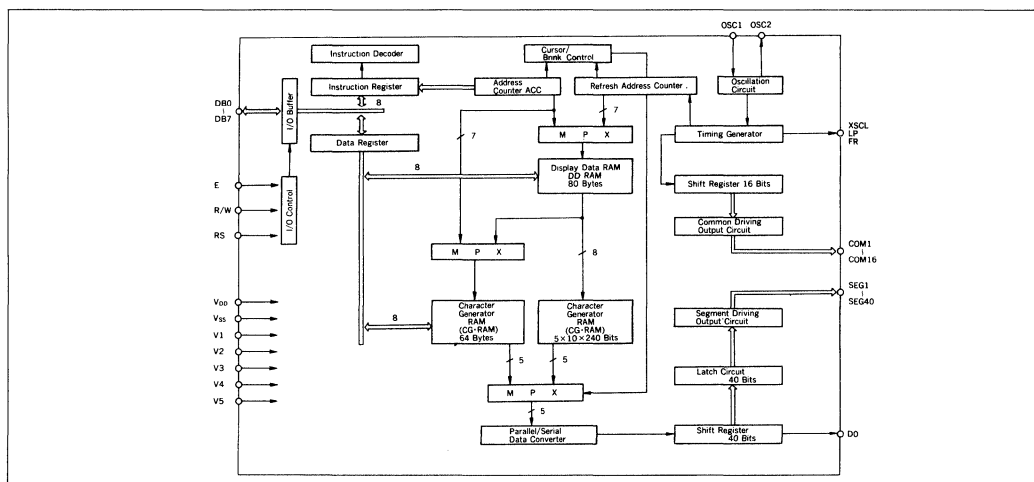 OSC1 OSC2
Instruction Decoder
Cursor/
Brink Control
Instruction Register
Address
Counter ACC
Refresh Address Counter .
Oscillation
Circuit
8
DB0
DB7
I/O Buffer
7
7
M P X
Timing Generator
XSCL
LP
FR
Data Register
8
Display Data RAM
DD RAM
80 Bytes
E
R/W
RS
I/O Control
Shift Register 16 Bits
Common Driving
Output Circuit
M P X
8
COM1
COM16
SEG1
SEG40
VDD
VSS
V1
V2
V3
V4
V5
8
Character
Generator
RAM
(CG-RAM)
64 Bytes
Character
Generator
RAM
(CG-RAM)
5×10×240 Bits
Segment Driving
Output Circuit
5
5
Latch Circuit
40 Bits
M P X
5
Parallel/Serial
Data Converter
Shift Register
40 Bits
DO